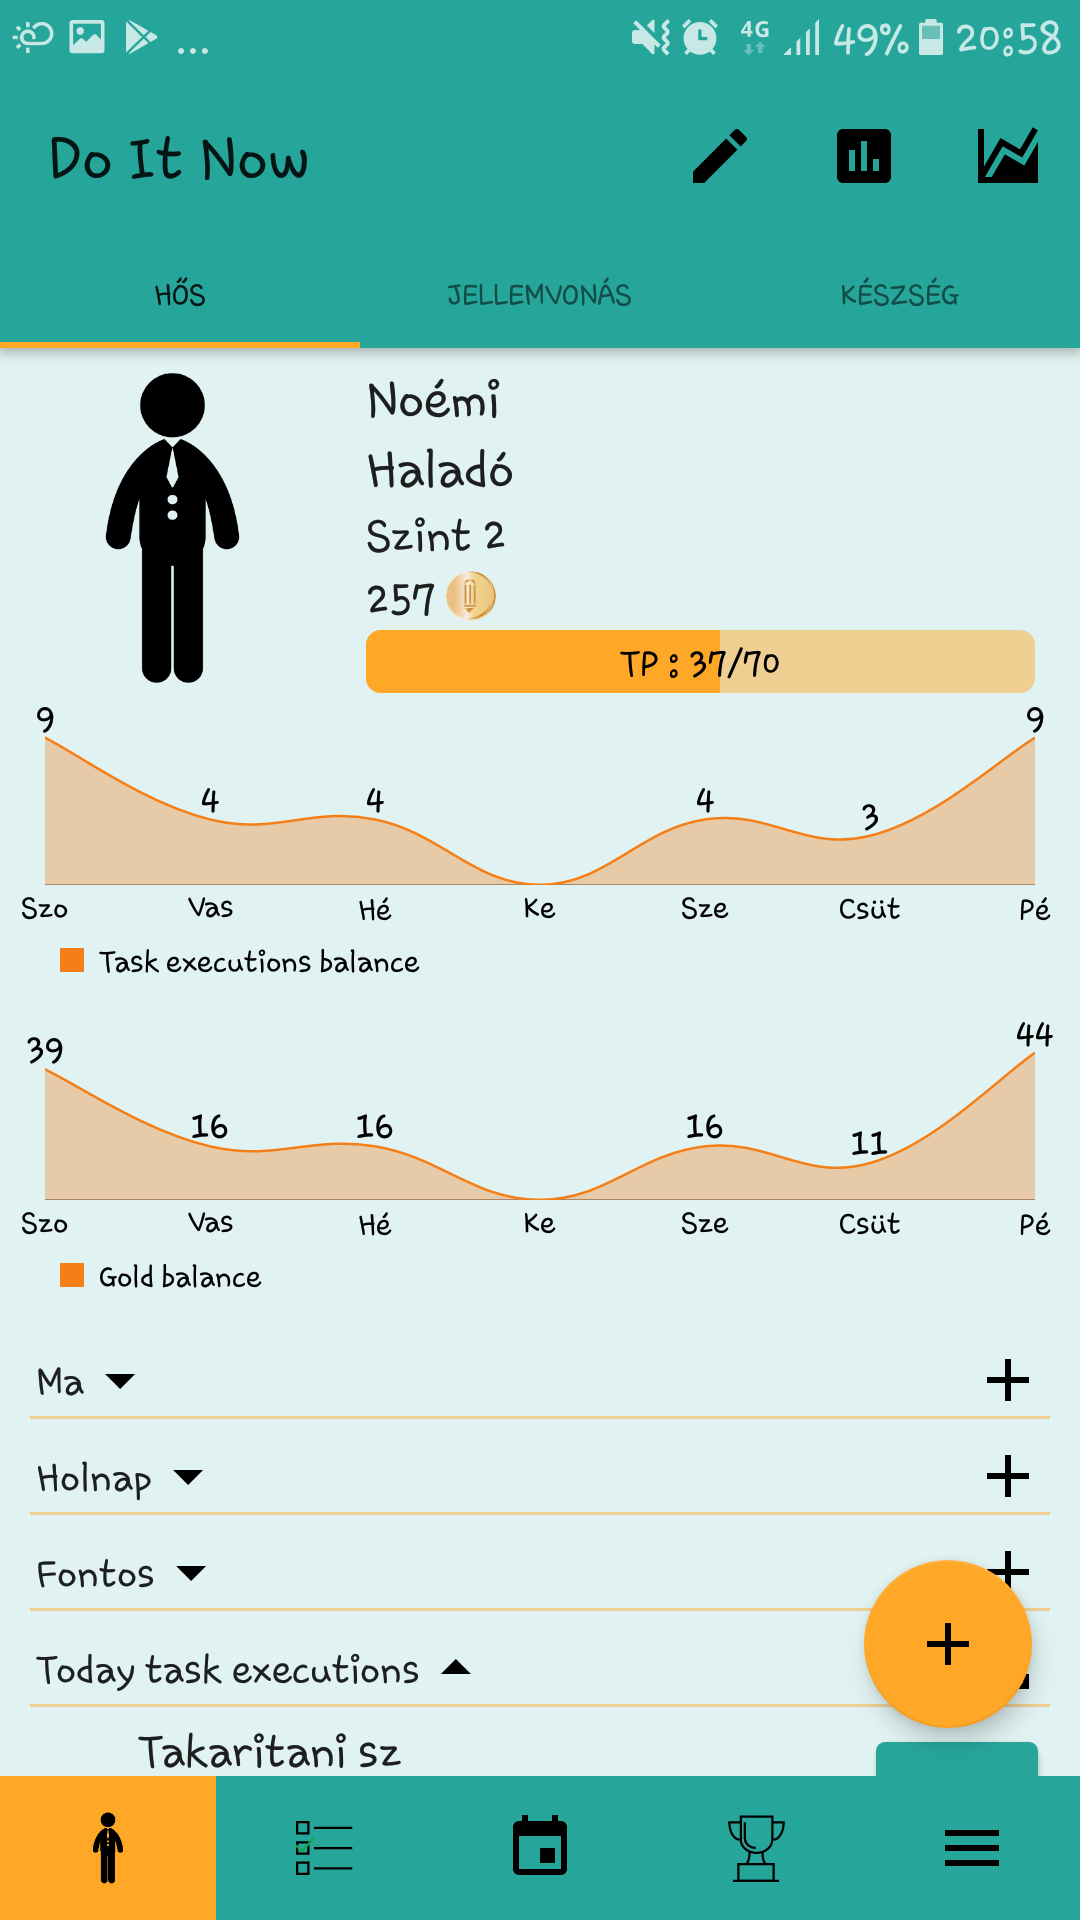 ... 4G 49% 20:58
Do It Now
HŐS JELLEMVONÁS KÉSZSÉG
Noémi
Haladó
Szint 2
257
TP : 37/70
9 4 4 4 3 9
Szo Vas Hé Ke Sze Csüt Pé
Task executions balance
39 16 16 16 11 44
Szo Vas Hé Ke Sze Csüt Pé
Gold balance
Ma
Holnap
Fontos
Today task executions
Takaritani sz